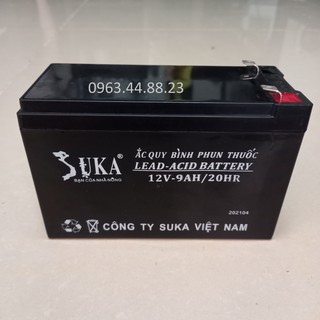 0963.44.88.23
SUKA®
BẠN CỦA NHÀ NÔNG
ẮC QUY BÌNH PHUN THUỐC
LEAD-ACID BATTERY
12V-9AH/20HR
202104
CÔNG TY SUKA VIỆT NAM